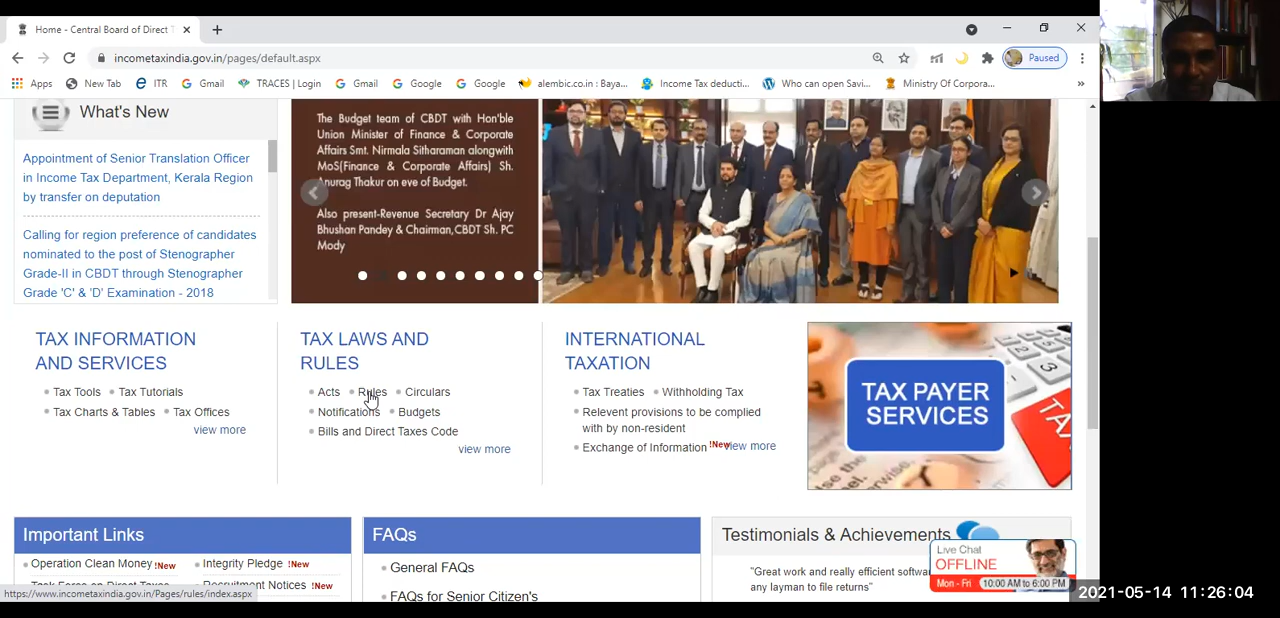 Home - Central Board of Direct T
incometaxindia.gov.in/pages/default.aspx
Paused
Apps
New Tab
ITR
Gmail
TRACES | Login
Gmail
Google
Google
alembic.co.in : Baya...
Income Tax deducti...
Who can open Savi...
Ministry Of Corpora...
»
What's New
Appointment of Senior Translation Officer
in Income Tax Department, Kerala Region
by transfer on deputation
Calling for region preference of candidates
nominated to the post of Stenographer
Grade-II in CBDT through Stenographer
Grade 'C' & 'D' Examination - 2018
The Budget team of CBDT with Hon'ble
Union Minister of Finance & Corporate
Affairs Smt. Nirmala Sitharaman alongwith
MoS(Finance & Corporate Affairs) Sh.
Anurag Thakur on eve of Budget.
Also present-Revenue Secretary Dr Ajay
Bhushan Pandey & Chairman,CBDT Sh. PC
Mody
TAX INFORMATION
AND SERVICES
Tax Tools
Tax Tutorials
Tax Charts & Tables
Tax Offices
view more
TAX LAWS AND
RULES
Acts
Rules
Circulars
Notifications
Budgets
Bills and Direct Taxes Code
view more
INTERNATIONAL
TAXATION
Tax Treaties
Withholding Tax
Relevent provisions to be complied
with by non-resident
Exchange of Information !New
view more
TAX PAYER
SERVICES
TAX
Important Links
Operation Clean Money !New
Integrity Pledge !New
Task Force on Direct Taxes
Recruitment Notices !New
FAQs
General FAQs
FAQs for Senior Citizen's
Testimonials & Achievements
"Great work and really efficient softwa
any layman to file returns"
LIVE CHAT
OFFLINE
Mon - Fri 10:00 AM to 6:00 PM
https://www.incometaxindia.gov.in/Pages/rules/index.aspx
2021-05-14 11:26:04